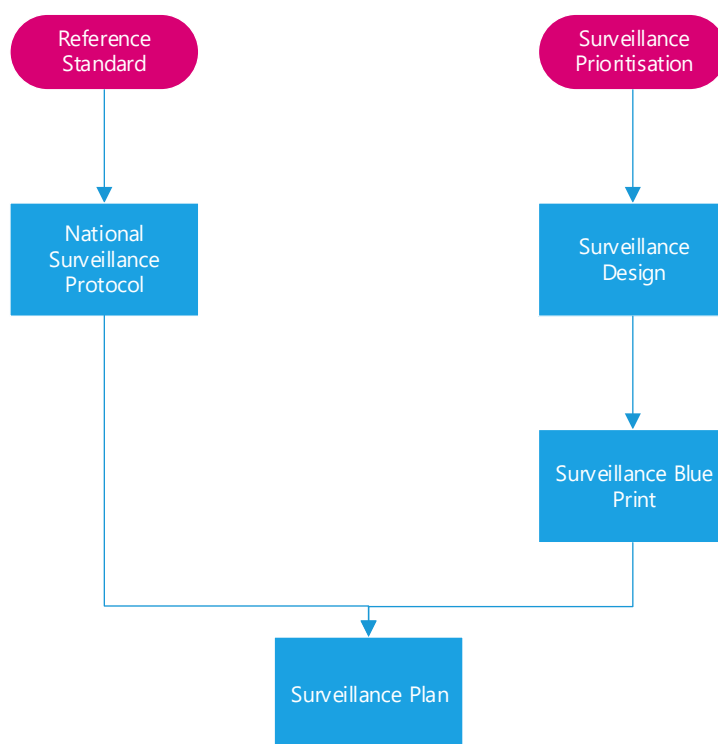 Reference
Standard
Surveillance
Prioritisation
National
Surveillance
Protocol
Surveillance
Design
Surveillance Blue
Print
Surveillance Plan